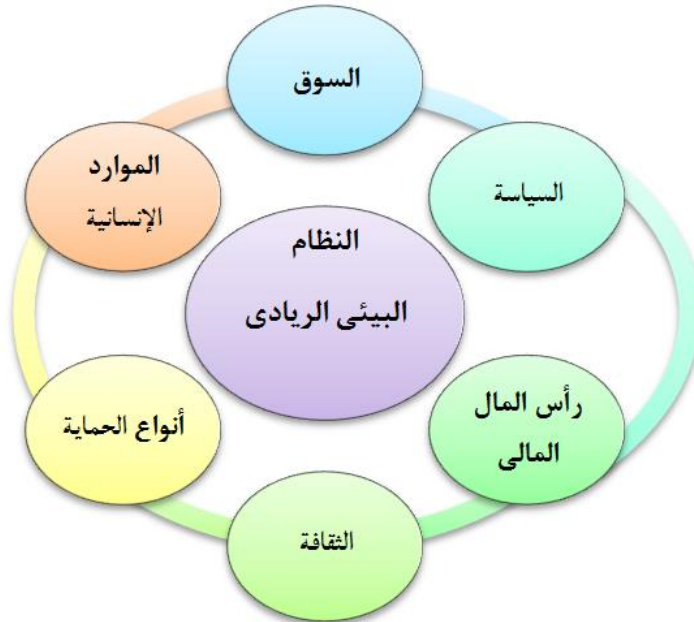 السوق
السياسة
رأس المال
المالى
الثقافة
أنواع الحماية
الموارد
الإنسانية
النظام
البيئى الريادى